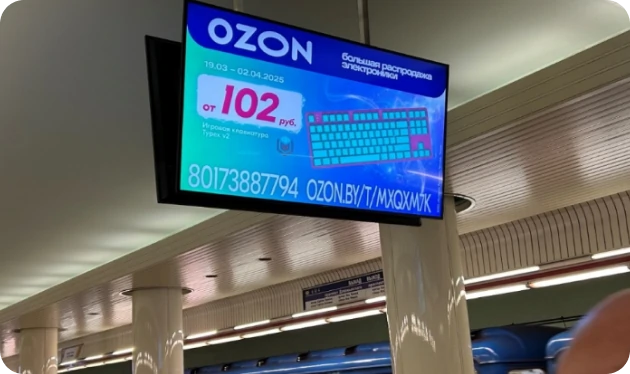 OZON
большая распродажа
электроники
19.03 – 02.04.2025
от 102 руб.
Игровая клавиатура
80173887794 OZON.BY/T/MXQXM7K